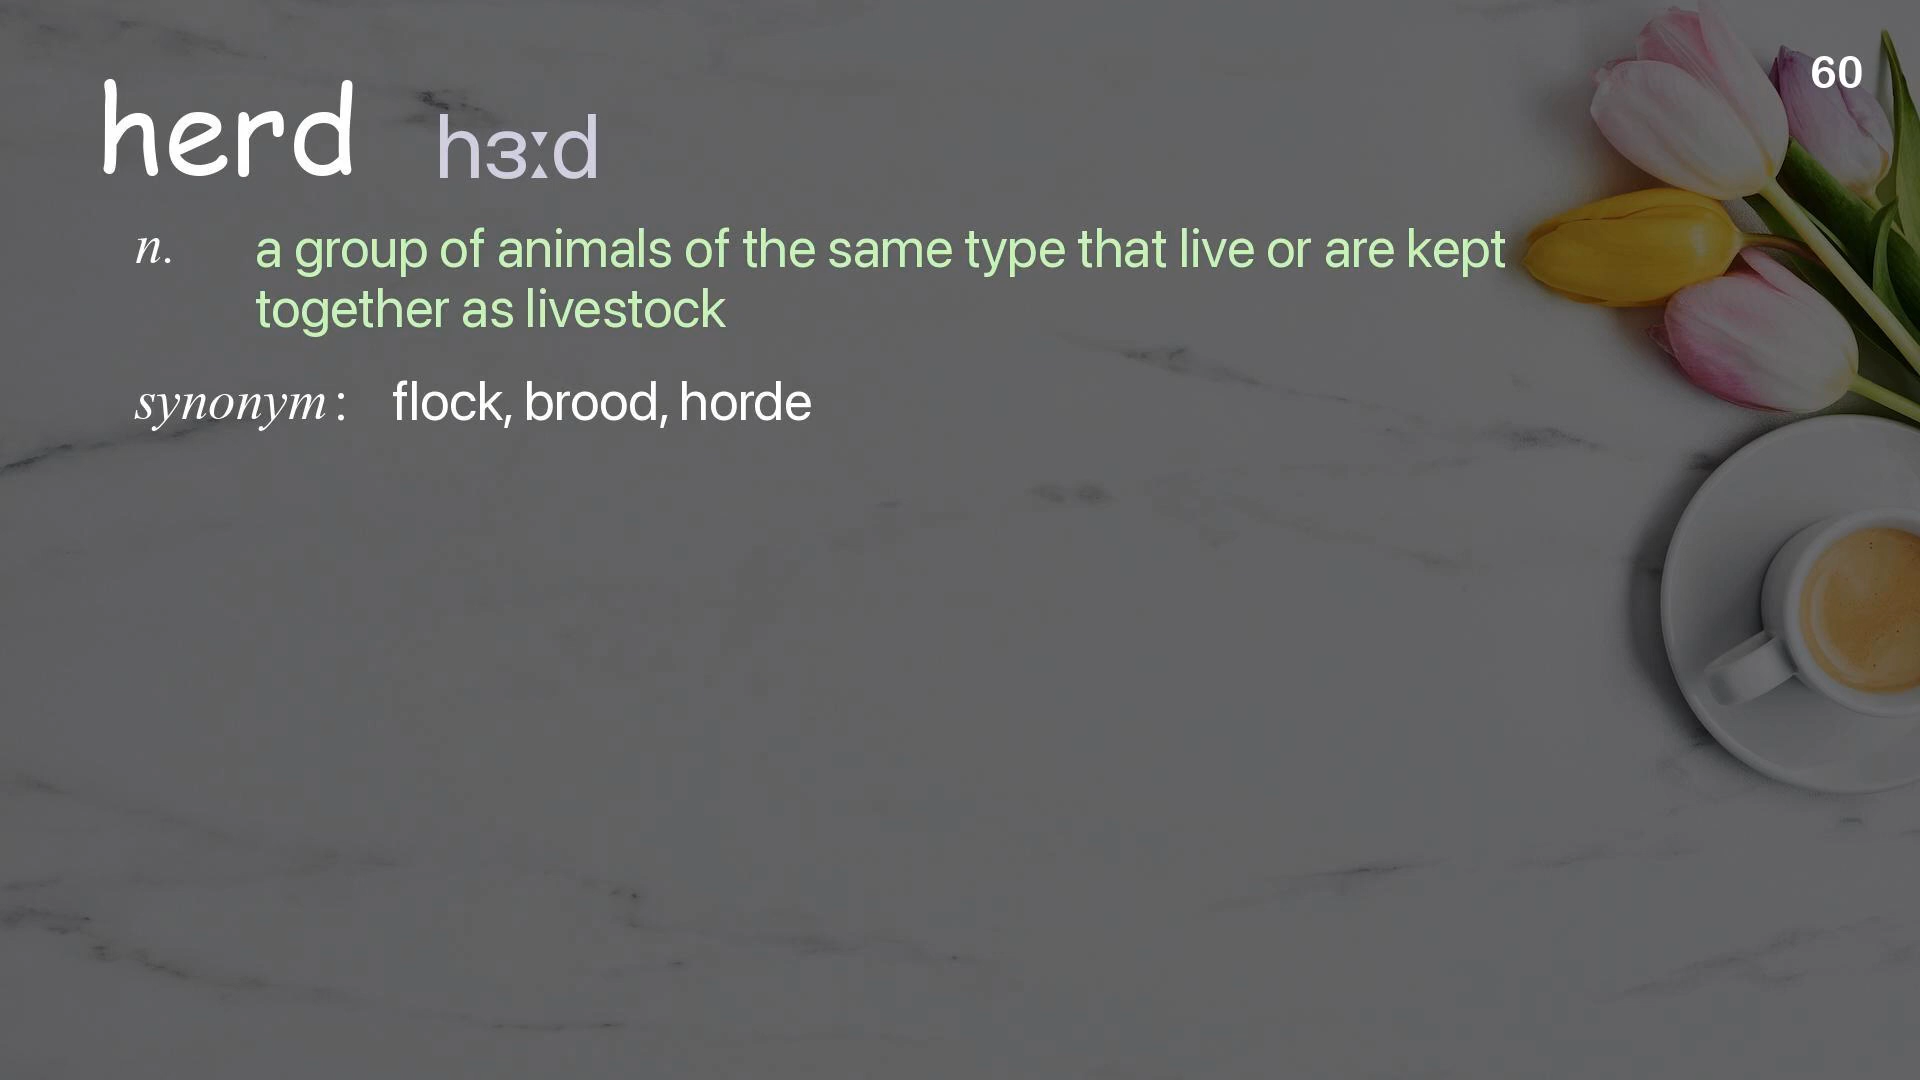 60
herd hɜːd
n. a group of animals of the same type that live or are kept
together as livestock
synonym : flock, brood, horde